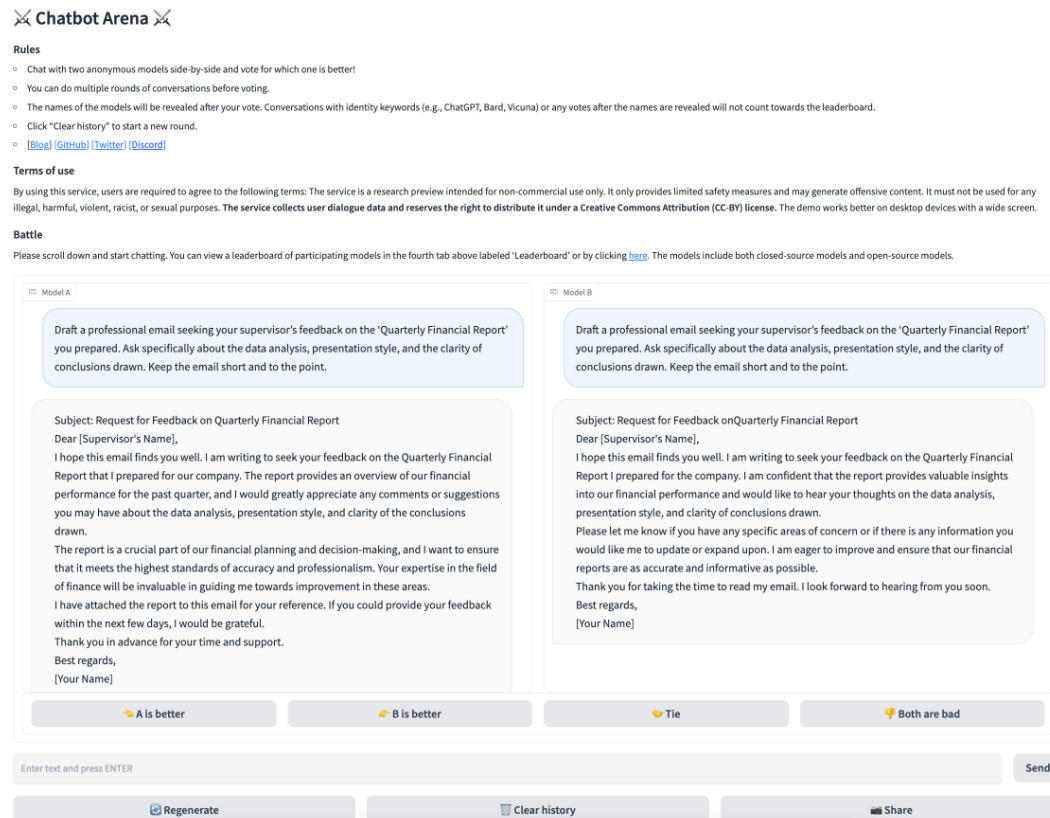 ⚔ Chatbot Arena ⚔
Rules
Chat with two anonymous models side-by-side and vote for which one is better!
You can do multiple rounds of conversations before voting.
The names of the models will be revealed after your vote. Conversations with identity keywords (e.g., ChatGPT, Bard, Vicuna) or any votes after the names are revealed will not count towards the leaderboard.
Click “Clear history” to start a new round.
[Blog] [GitHub] [Twitter] [Discord]
Terms of use
By using this service, users are required to agree to the following terms: The service is a research preview intended for non-commercial use only. It only provides limited safety measures and may generate offensive content. It must not be used for any
illegal, harmful, violent, racist, or sexual purposes. The service collects user dialogue data and reserves the right to distribute it under a Creative Commons Attribution (CC-BY) license. The demo works better on desktop devices with a wide screen.
Battle
Please scroll down and start chatting. You can view a leaderboard of participating models in the fourth tab above labeled ‘Leaderboard’ or by clicking here. The models include both closed-source models and open-source models.
Model A
Draft a professional email seeking your supervisor’s feedback on the ‘Quarterly Financial Report’
you prepared. Ask specifically about the data analysis, presentation style, and the clarity of
conclusions drawn. Keep the email short and to the point.
Subject: Request for Feedback on Quarterly Financial Report
Dear [Supervisor's Name],
I hope this email finds you well. I am writing to seek your feedback on the Quarterly Financial
Report that I prepared for our company. The report provides an overview of our financial
performance for the past quarter, and I would greatly appreciate any comments or suggestions
you may have about the data analysis, presentation style, and clarity of the conclusions
drawn.
The report is a crucial part of our financial planning and decision-making, and I want to ensure
that it meets the highest standards of accuracy and professionalism. Your expertise in the field
of finance will be invaluable in guiding me towards improvement in these areas.
I have attached the report to this email for your reference. If you could provide your feedback
within the next few days, I would be grateful.
Thank you in advance for your time and support.
Best regards,
[Your Name]
Model B
Draft a professional email seeking your supervisor’s feedback on the ‘Quarterly Financial Report’
you prepared. Ask specifically about the data analysis, presentation style, and the clarity of
conclusions drawn. Keep the email short and to the point.
Subject: Request for Feedback onQuarterly Financial Report
Dear [Supervisor's Name],
I hope this email finds you well. I am writing to seek your feedback on the Quarterly Financial
Report I prepared for the company. I am confident that the report provides valuable insights
into our financial performance and would like to hear your thoughts on the data analysis,
presentation style, and clarity of conclusions drawn.
Please let me know if you have any specific areas of concern or if there is any information you
would like me to update or expand upon. I am eager to improve and ensure that our financial
reports are as accurate and informative as possible.
Thank you for taking the time to read my email. I look forward to hearing from you soon.
Best regards,
[Your Name]
👈 A is better
👉 B is better
🤝 Tie
👎 Both are bad
Enter text and press ENTER
Send
🔄 Regenerate
🗑️ Clear history
📷 Share